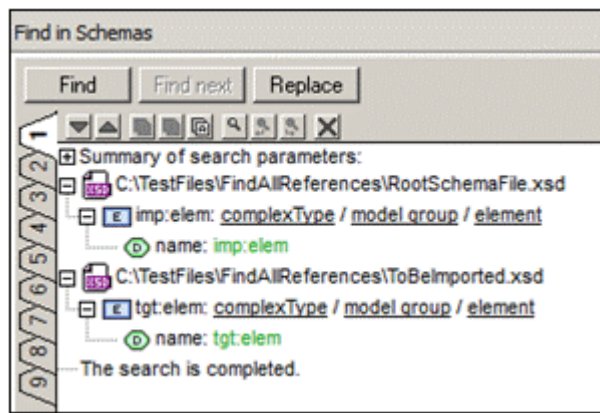 Find in Schemas
Find Find next Replace
Summary of search parameters:
C:\TestFiles\FindAllReferences\RootSchemaFile.xsd
E imp:elem: complexType / model group / element
D name: imp:elem
C:\TestFiles\FindAllReferences\ToBeImported.xsd
E tgt:elem: complexType / model group / element
D name: tgt:elem
The search is completed.
1
2
3
4
5
6
7
8
9